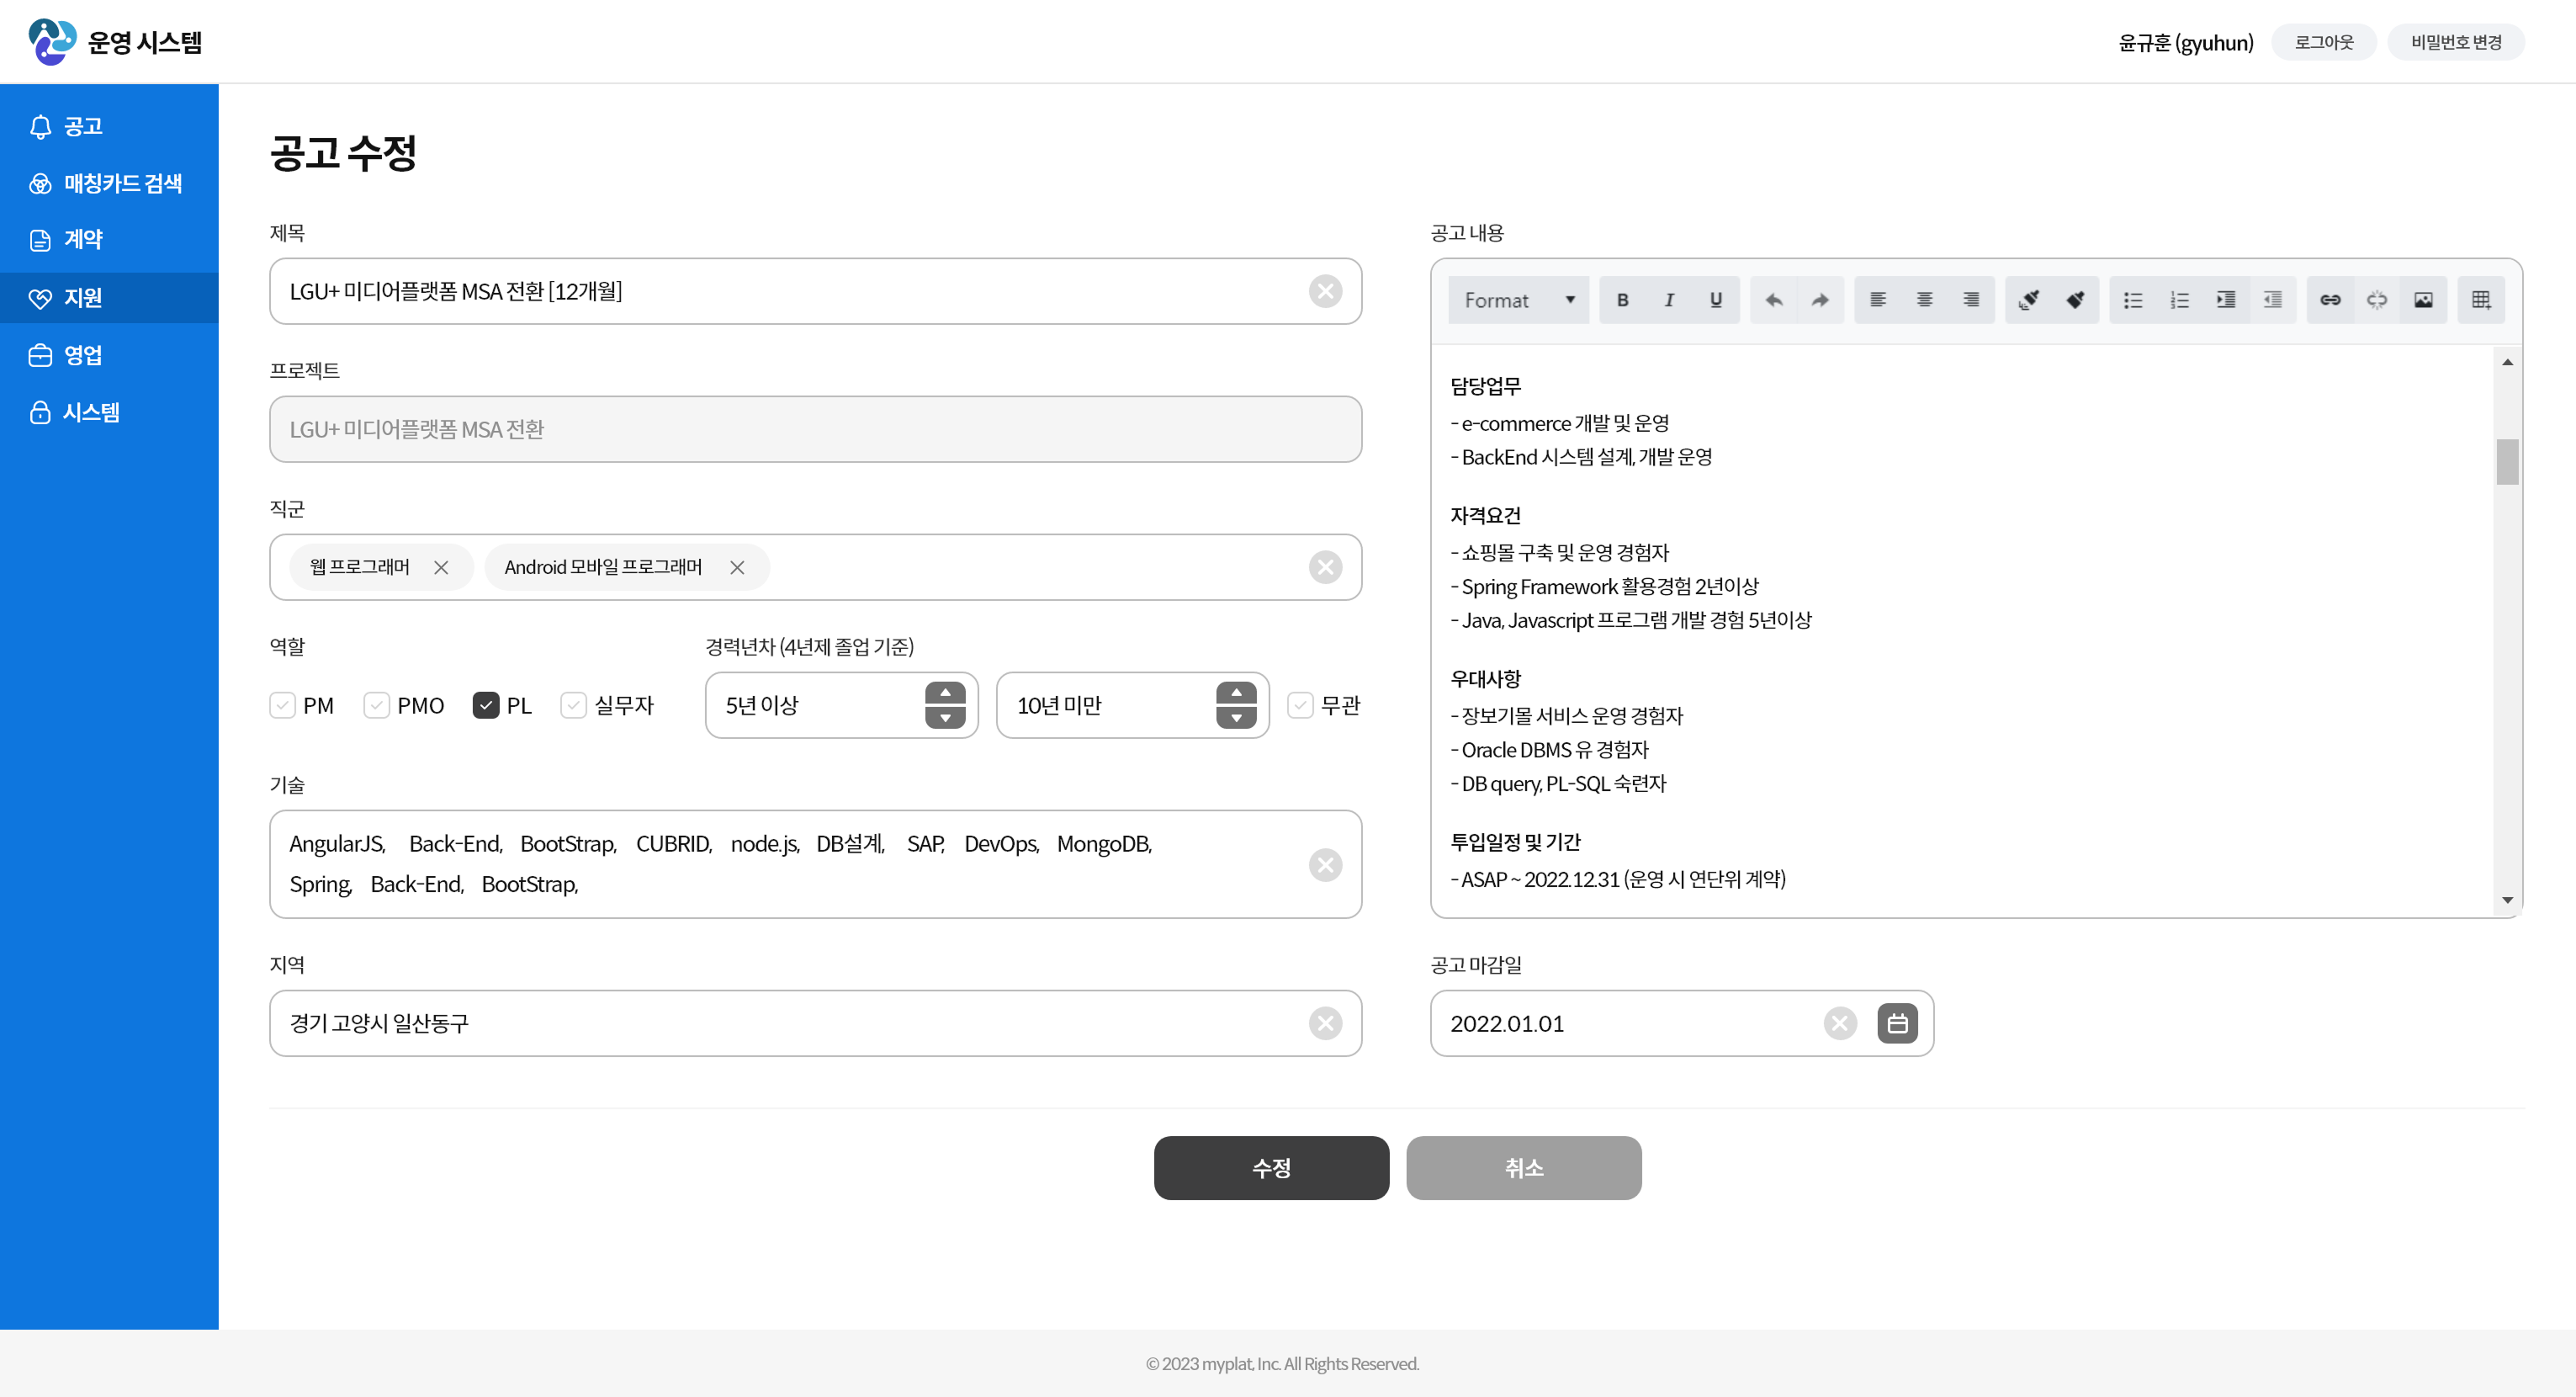 운영 시스템
윤규훈 (gyuhun)
로그아웃
비밀번호 변경
공고
매칭카드 검색
계약
지원
영업
시스템
공고 수정
제목
LGU+ 미디어플랫폼 MSA 전환 [12개월]
프로젝트
LGU+ 미디어플랫폼 MSA 전환
직군
웹 프로그래머
Android 모바일 프로그래머
역할
PM
PMO
PL
실무자
경력년차 (4년제 졸업 기준)
5년 이상
10년 미만
무관
기술
AngularJS, Back-End, BootStrap, CUBRID, node.js, DB설계, SAP, DevOps, MongoDB,
Spring, Back-End, BootStrap,
지역
경기 고양시 일산동구
공고 내용
Format
B I U
담당업무
- e-commerce 개발 및 운영
- BackEnd 시스템 설계, 개발 운영
자격요건
- 쇼핑몰 구축 및 운영 경험자
- Spring Framework 활용경험 2년이상
- Java, Javascript 프로그램 개발 경험 5년이상
우대사항
- 장보기몰 서비스 운영 경험자
- Oracle DBMS 유 경험자
- DB query, PL-SQL 숙련자
투입일정 및 기간
- ASAP ~ 2022.12.31 (운영 시 연단위 계약)
공고 마감일
2022.01.01
수정
취소
© 2023 myplat, Inc. All Rights Reserved.